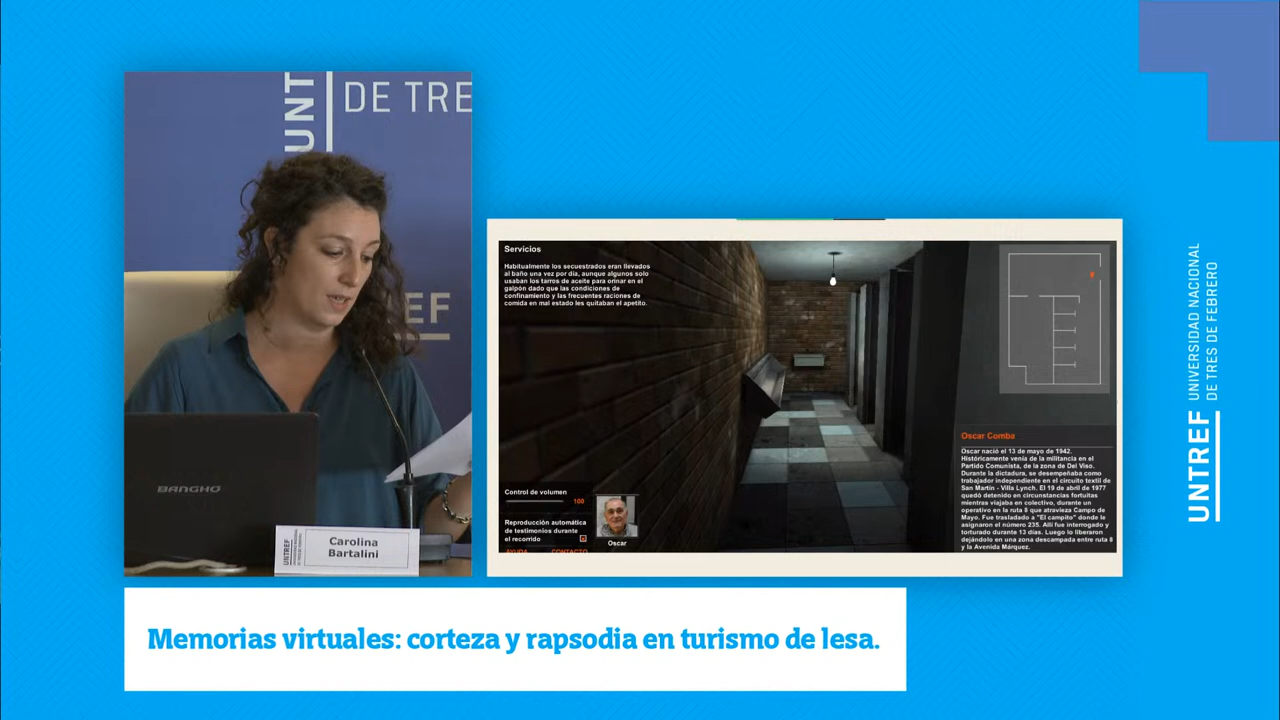 UNT
DE TRE
EF
BANGHO
UNTREF
Carolina
Bartalini
Servicios
Habitualmente los secuestrados eran llevados
al baño una vez por día, aunque algunos solo
usaban los tarros de aceite para orinar en el
galpón dado que las condiciones de
confinamiento y las frecuentes raciones de
comida en mal estado les quitaban el apetito.
Control de volumen
100
Reproducción automática
de testimonios durante
el recorrido
AYUDA CONTACTO
Oscar
Oscar Comba
Oscar nació el 13 de mayo de 1942.
Históricamente venía de la militancia en el
Partido Comunista, de la zona de Del Viso.
Durante la dictadura, se desempeñaba como
trabajador independiente en el circuito textil de
San Martín - Villa Lynch. El 19 de abril de 1977
quedó detenido en circunstancias fortuitas
mientras viajaba en colectivo, durante un
operativo en la ruta 8 que atravieza Campo de
Mayo. Fue trasladado a "El campito" donde le
asignaron el número 235. Allí fue interrogado y
torturado durante 13 días. Luego lo liberaron
dejándolo en una zona descampada entre ruta 8
y la Avenida Márquez.
Memorias virtuales: corteza y rapsodia en turismo de lesa.
UNTREF
UNIVERSIDAD NACIONAL
DE TRES DE FEBRERO